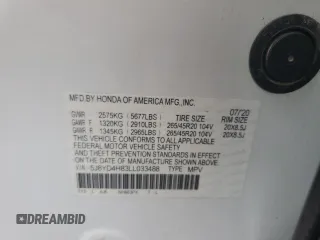 MFD.BY HONDA OF AMERICA MFG.,INC. 07/20
GVWR 2575KG (5677LBS) TIRE SIZE RIM SIZE
GAWR F 1320KG (2910LBS) 265/45R20 104V 20X8.5J
GAWR R 1345KG (2965LBS) 265/45R20 104V 20X8.5J
THIS VEHICLE CONFORMS TO ALL APPLICABLE
FEDERAL MOTOR VEHICLE SAFETY AND THEFT
PREVENTION STANDARDS IN EFFECT ON THE DATE
OF MANUFACTURE SHOWN ABOVE.
TYPE MPV
DREAMBID.COM